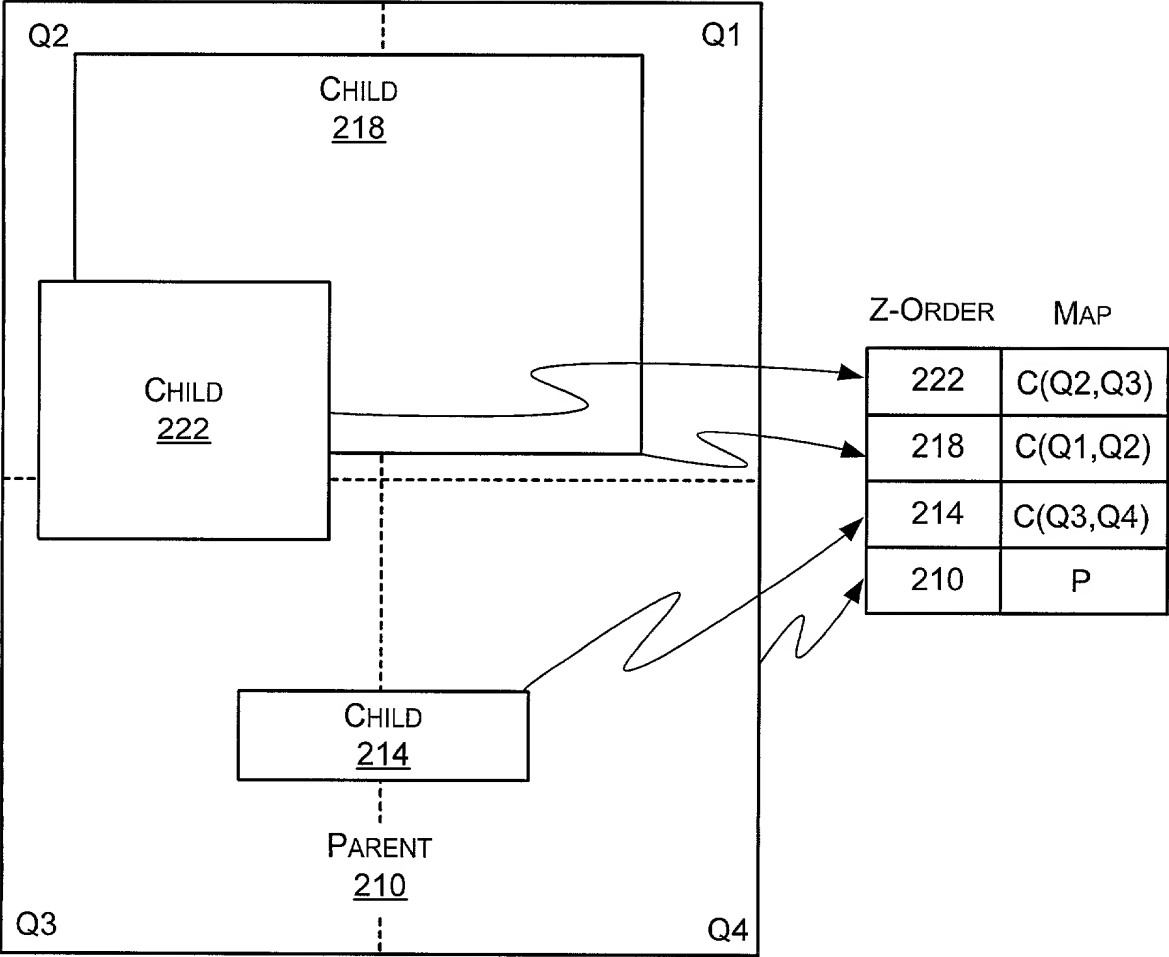 Q2
Q1
CHILD
218
CHILD
222
CHILD
214
PARENT
210
Q3
Q4
Z-ORDER MAP
222 C(Q2,Q3)
218 C(Q1,Q2)
214 C(Q3,Q4)
210 P